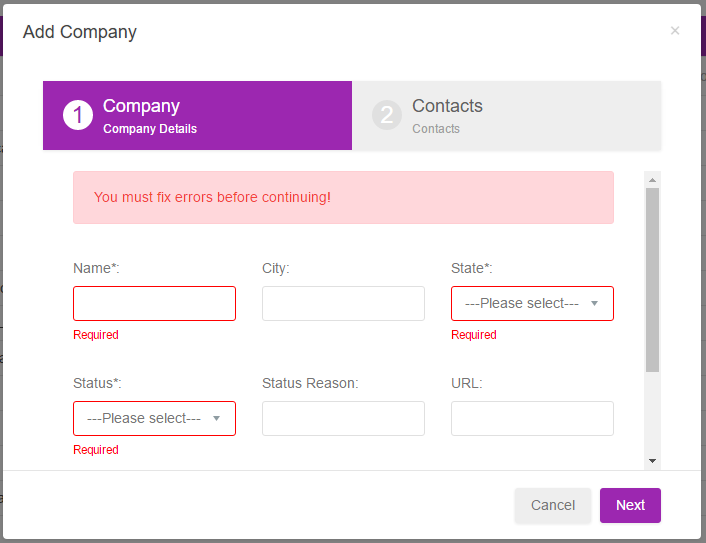 Add Company
×
1 Company
Company Details
2 Contacts
Contacts
You must fix errors before continuing!
Name*: City: State*:
---Please select---
Required Required
Status*: Status Reason: URL:
---Please select---
Required
Cancel Next